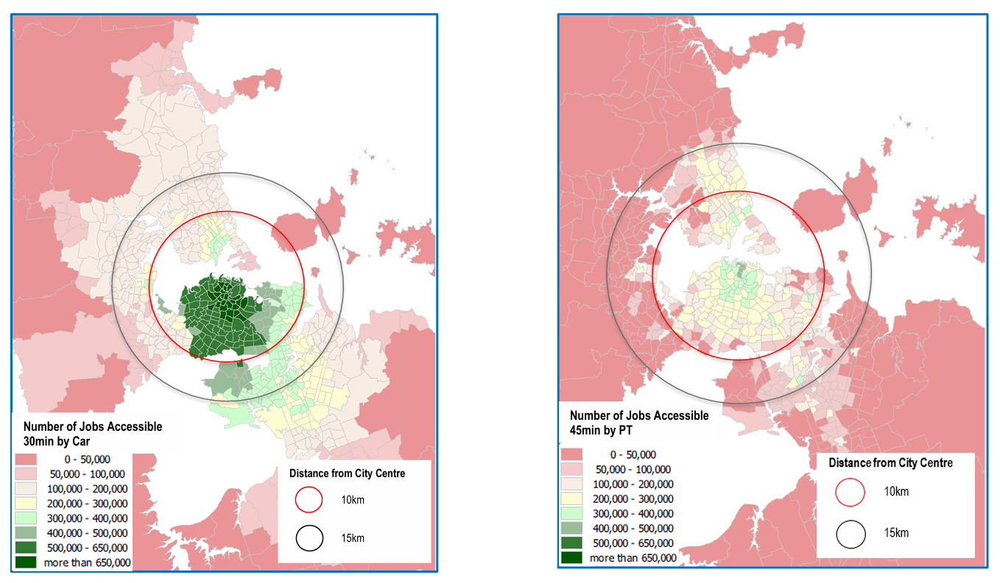 Number of Jobs Accessible
30min by Car
0 - 50,000
50,000 - 100,000
100,000 - 200,000
200,000 - 300,000
300,000 - 400,000
400,000 - 500,000
500,000 - 650,000
more than 650,000
Distance from City Centre
10km
15km
Number of Jobs Accessible
45min by PT
0 - 50,000
50,000 - 100,000
100,000 - 200,000
200,000 - 300,000
300,000 - 400,000
400,000 - 500,000
500,000 - 650,000
more than 650,000
Distance from City Centre
10km
15km